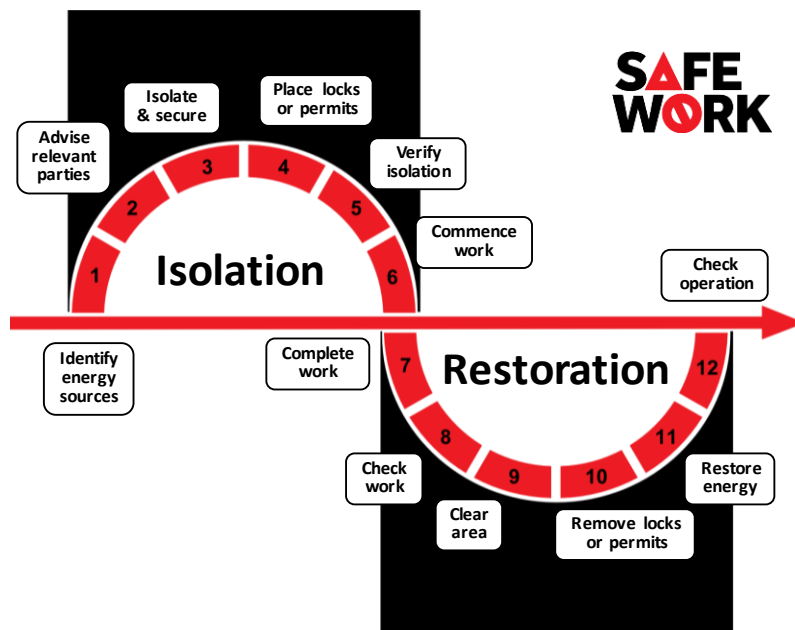 SAFE
WORK
Isolate
& secure
Place locks
or permits
Advise
relevant
parties
Verify
isolation
3
4
2
5
Commence
work
1
Isolation
6
Check
operation
Identify
energy
sources
Complete
work
7
Restoration
12
8
11
9
10
Check
work
Restore
energy
Clear
area
Remove locks
or permits